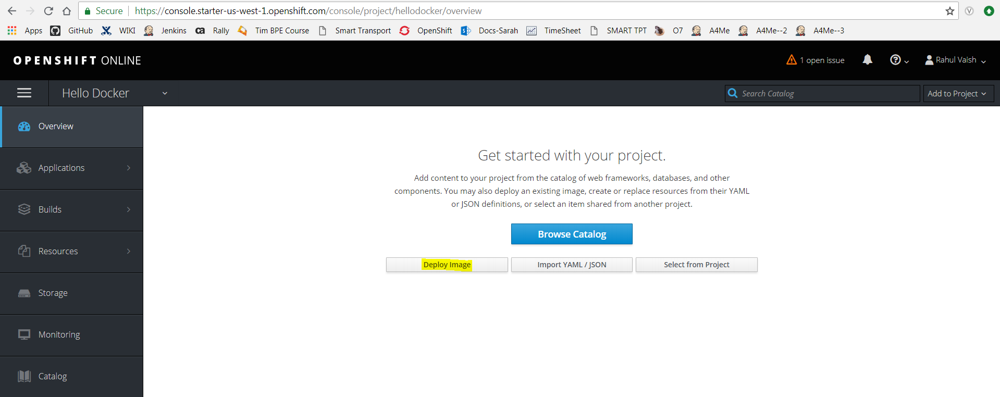 Secure https://console.starter-us-west-1.openshift.com/console/project/hellodocker/overview
Apps GitHub WIKI Jenkins ca Rally Tim BPE Course Smart Transport OpenShift Docs-Sarah TimeSheet SMART TPT O7 A4Me A4Me--2 A4Me--3
OPENSHIFT ONLINE 1 open issue Rahul Vaish
Hello Docker Search Catalog Add to Project
Overview
Applications
Builds
Resources
Storage
Monitoring
Catalog
Get started with your project.
Add content to your project from the catalog of web frameworks, databases, and other
components. You may also deploy an existing image, create or replace resources from their YAML
or JSON definitions, or select an item shared from another project.
Browse Catalog
Deploy Image Import YAML / JSON Select from Project